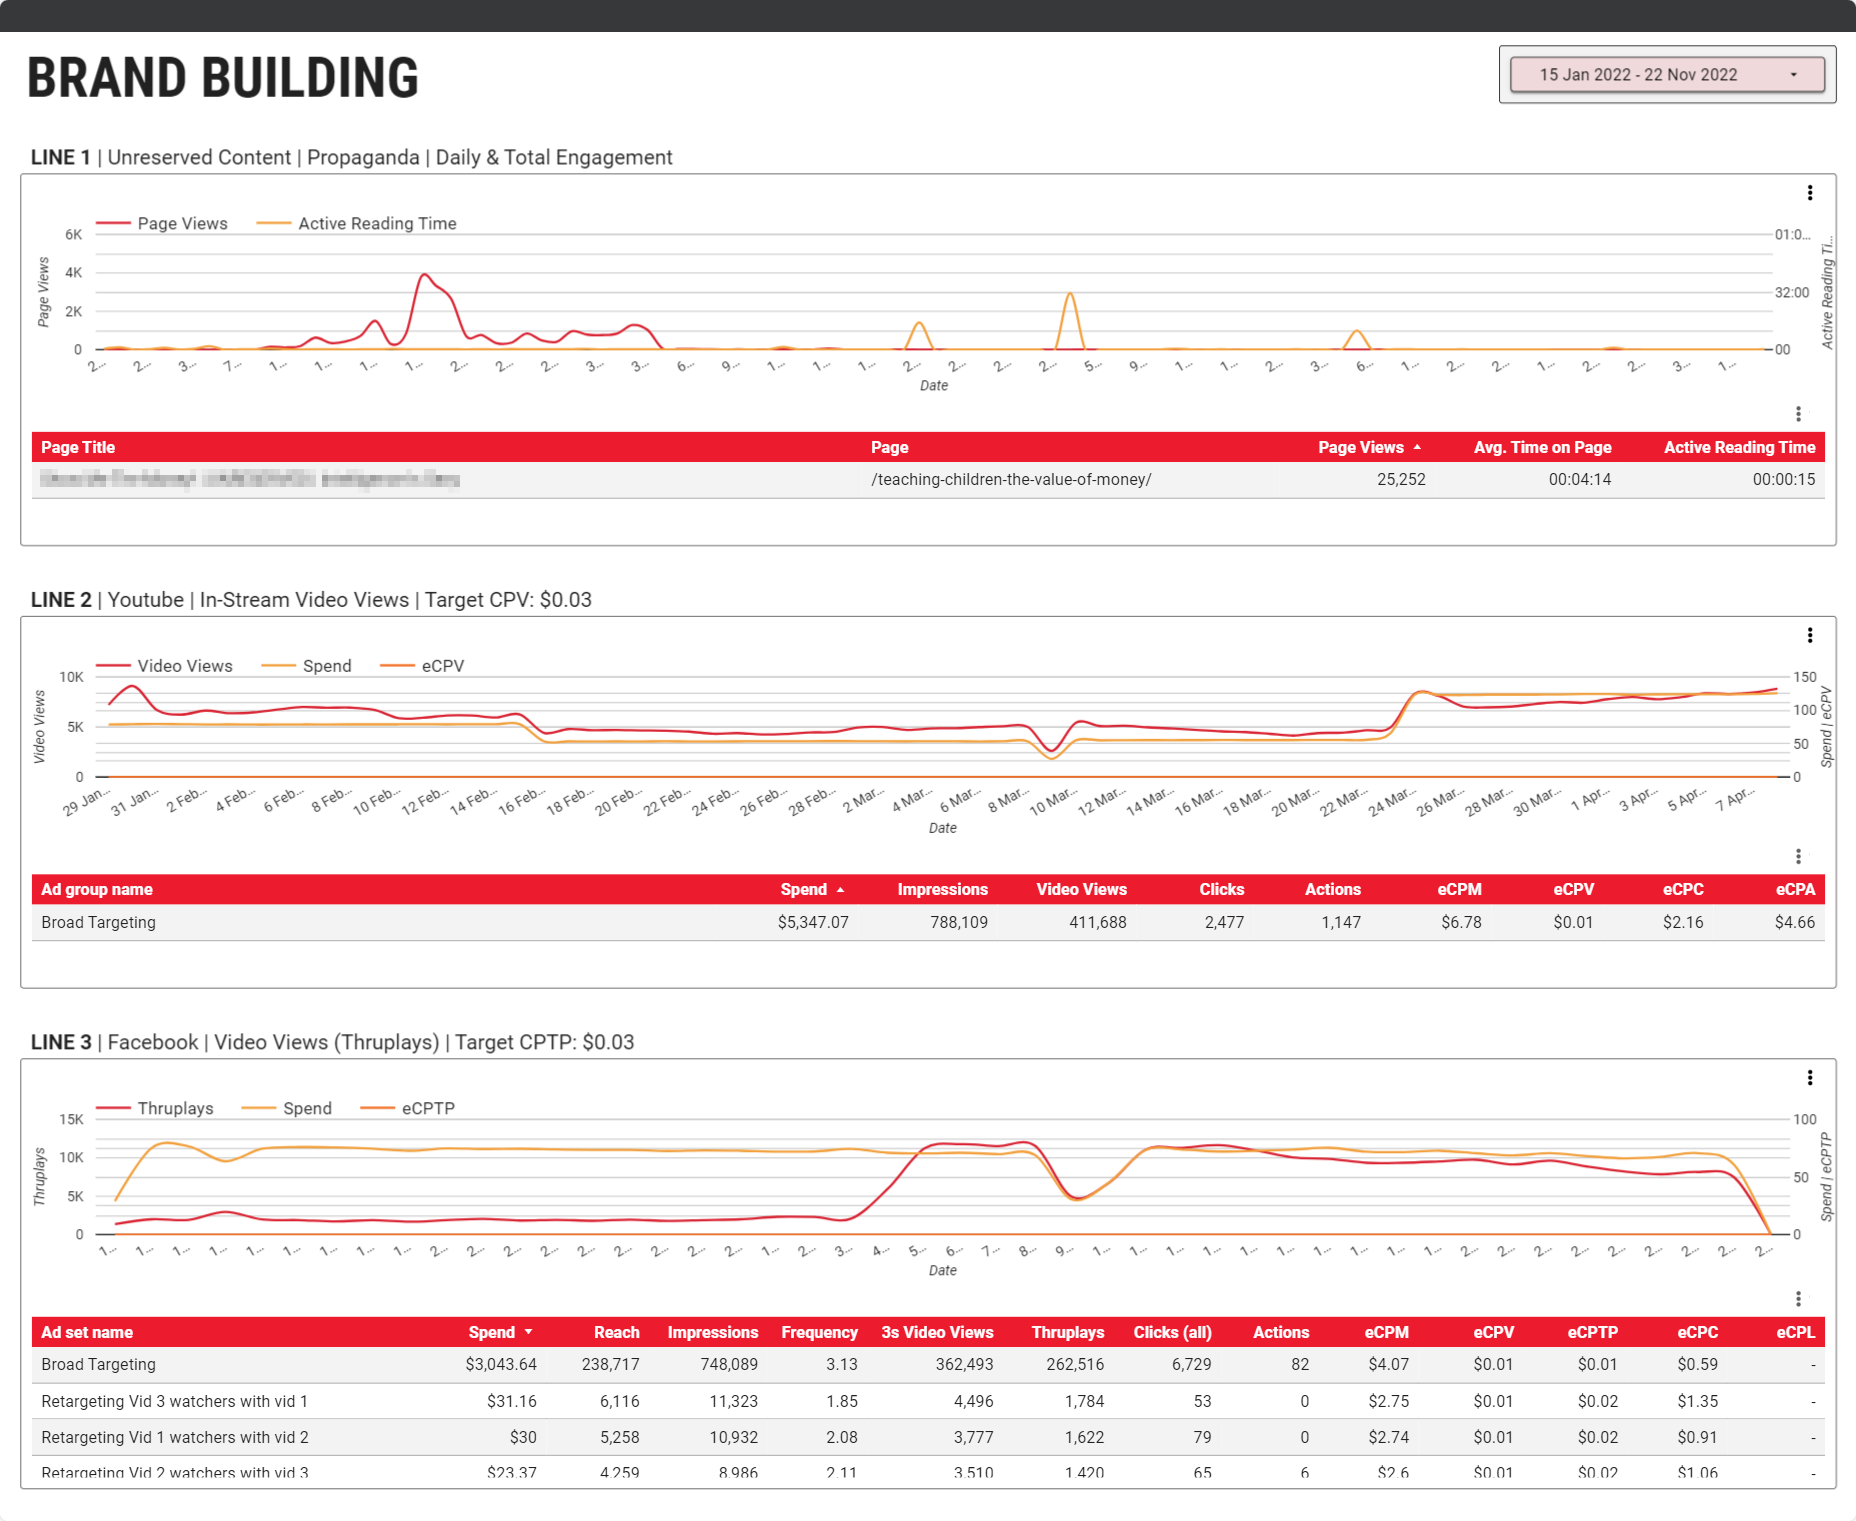 BRAND BUILDING
15 Jan 2022 - 22 Nov 2022
LINE 1 | Unreserved Content | Propaganda | Daily & Total Engagement
Page Views Active Reading Time
6K 01:0...
4K 32:00
2K
0 00
Page Views
Active Reading Ti...
2... 2... 3... 7... 1... 1... 1... 1... 2... 2... 2... 3... 3... 6... 9... 1... 1... 1... 2... 2... 2... 2... 5... 9... 1... 1... 2... 3... 6... 1... 2... 2... 1... 2... 2... 3... 1...
Date
Page Title Page Page Views Avg. Time on Page Active Reading Time
/teaching-children-the-value-of-money/ 25,252 00:04:14 00:00:15
LINE 2 | Youtube | In-Stream Video Views | Target CPV: $0.03
Video Views Spend eCPV
10K 150
100
5K
50
0 0
Video Views
Spend | eCPV
29 Jan... 31 Jan... 2 Feb... 4 Feb... 6 Feb... 8 Feb... 10 Feb... 12 Feb... 14 Feb... 16 Feb... 18 Feb... 20 Feb... 22 Feb... 24 Feb... 26 Feb... 28 Feb... 2 Mar... 4 Mar... 6 Mar... 8 Mar... 10 Mar... 12 Mar... 14 Mar... 16 Mar... 18 Mar... 20 Mar... 22 Mar... 24 Mar... 26 Mar... 28 Mar... 30 Mar... 1 Apr... 3 Apr... 5 Apr... 7 Apr...
Date
Ad group name Spend Impressions Video Views Clicks Actions eCPM eCPV eCPC eCPA
Broad Targeting $5,347.07 788,109 411,688 2,477 1,147 $6.78 $0.01 $2.16 $4.66
LINE 3 | Facebook | Video Views (Thruplays) | Target CPTP: $0.03
Thruplays Spend eCPTP
15K 100
10K
50
5K
0 0
Thruplays
Spend | eCPTP
1... 1... 1... 1... 1... 1... 1... 1... 1... 2... 2... 2... 2... 2... 2... 2... 2... 2... 1... 2... 3... 4... 5... 6... 7... 8... 9... 1... 1... 1... 1... 1... 1... 1... 1... 1... 1... 2... 2... 2... 2... 2... 2... 2... 2... 2...
Date
Ad set name Spend Reach Impressions Frequency 3s Video Views Thruplays Clicks (all) Actions eCPM eCPV eCPTP eCPC eCPL
Broad Targeting $3,043.64 238,717 748,089 3.13 362,493 262,516 6,729 82 $4.07 $0.01 $0.01 $0.59 -
Retargeting Vid 3 watchers with vid 1 $31.16 6,116 11,323 1.85 4,496 1,784 53 0 $2.75 $0.01 $0.02 $1.35 -
Retargeting Vid 1 watchers with vid 2 $30 5,258 10,932 2.08 3,777 1,622 79 0 $2.74 $0.01 $0.02 $0.91 -
Retargeting Vid 2 watchers with vid 3 $23.37 4,259 8,986 2.11 3,510 1,420 65 6 $2.6 $0.01 $0.02 $1.06 -